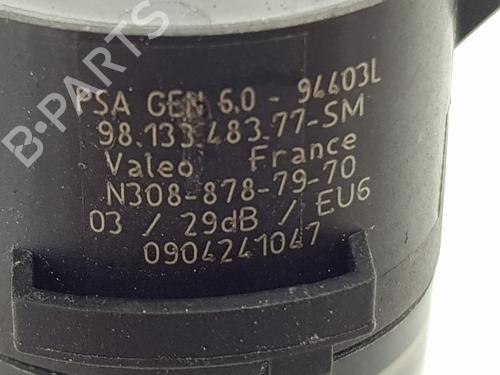 B-PARTS
PSA GEN 6.0 - 94403L
98.133.483.77-SM
Valeo France
N308-878-79-70
03 / 29dB / EU6
0904241047